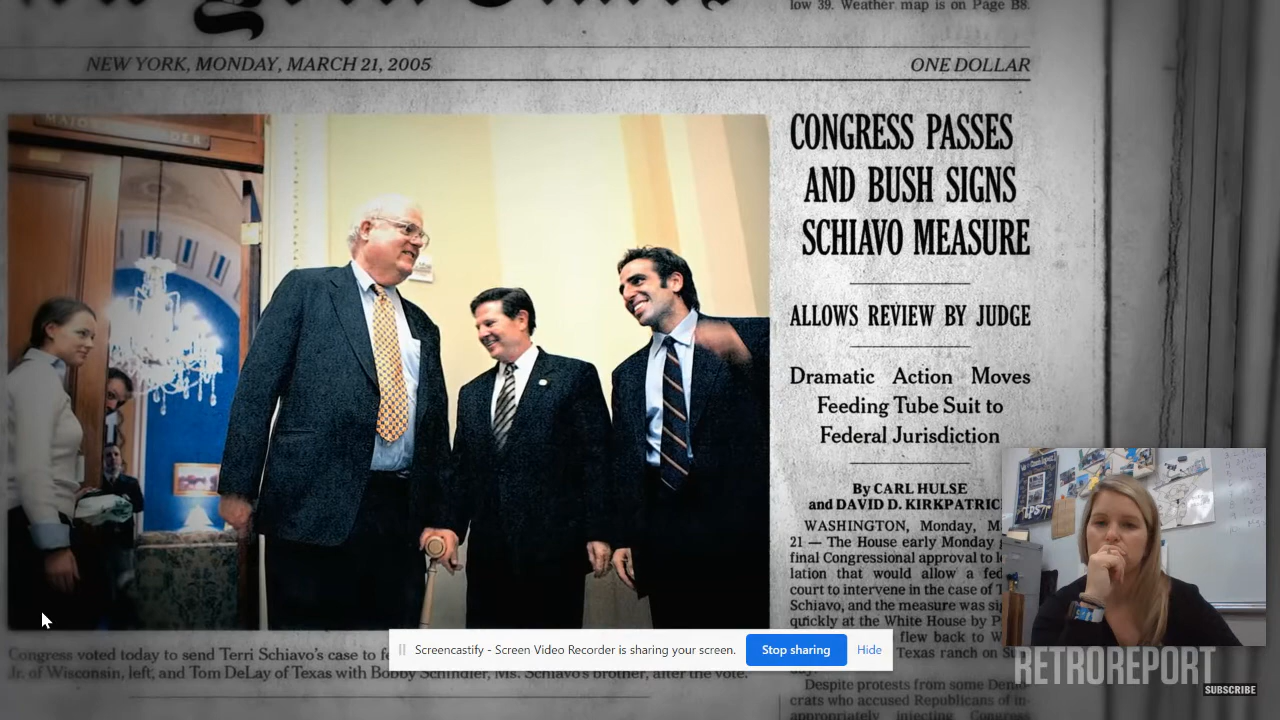 low 39. Weather map is on Page B8.
NEW YORK, MONDAY, MARCH 21, 2005
ONE DOLLAR
CONGRESS PASSES
AND BUSH SIGNS
SCHIAVO MEASURE
ALLOWS REVIEW BY JUDGE
Dramatic Action Moves
Feeding Tube Suit to
Federal Jurisdiction
By CARL HULSE
and DAVID D. KIRKPATRIC
WASHINGTON, Monday,
21 — The House early Monday
final Congressional approval to
lation that would allow a
court to intervene in the case of
Schiavo, and the measure was
quickly at the White House by
flew back to
Texas ranch on
Despite protests from some
crats who accused Republicans of in-
appropriately injecting Congress
Congress voted today to send Terri Schiavo's case to
Jr. of Wisconsin, left, and Tom DeLay of Texas with Bobby Schindler, Ms. Schiavo's brother, after the vote.
Screencastify - Screen Video Recorder is sharing your screen.
Stop sharing
Hide
RETROREPORT
SUBSCRIBE